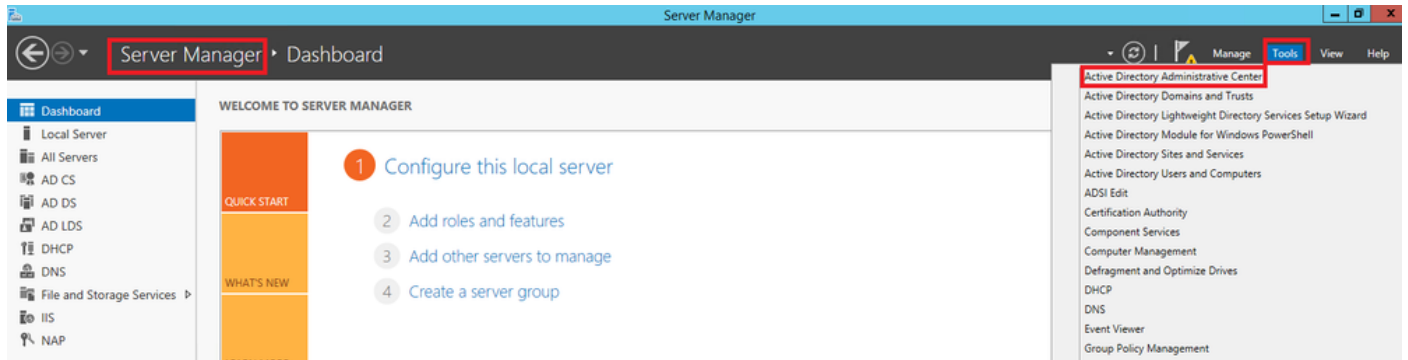 Server Manager
Server Manager • Dashboard
Manage Tools View Help
Dashboard
Local Server
All Servers
AD CS
AD DS
AD LDS
DHCP
DNS
File and Storage Services
IIS
NAP
WELCOME TO SERVER MANAGER
QUICK START
WHAT'S NEW
1 Configure this local server
2 Add roles and features
3 Add other servers to manage
4 Create a server group
Active Directory Administrative Center
Active Directory Domains and Trusts
Active Directory Lightweight Directory Services Setup Wizard
Active Directory Module for Windows PowerShell
Active Directory Sites and Services
Active Directory Users and Computers
ADSI Edit
Certification Authority
Component Services
Computer Management
Defragment and Optimize Drives
DHCP
DNS
Event Viewer
Group Policy Management